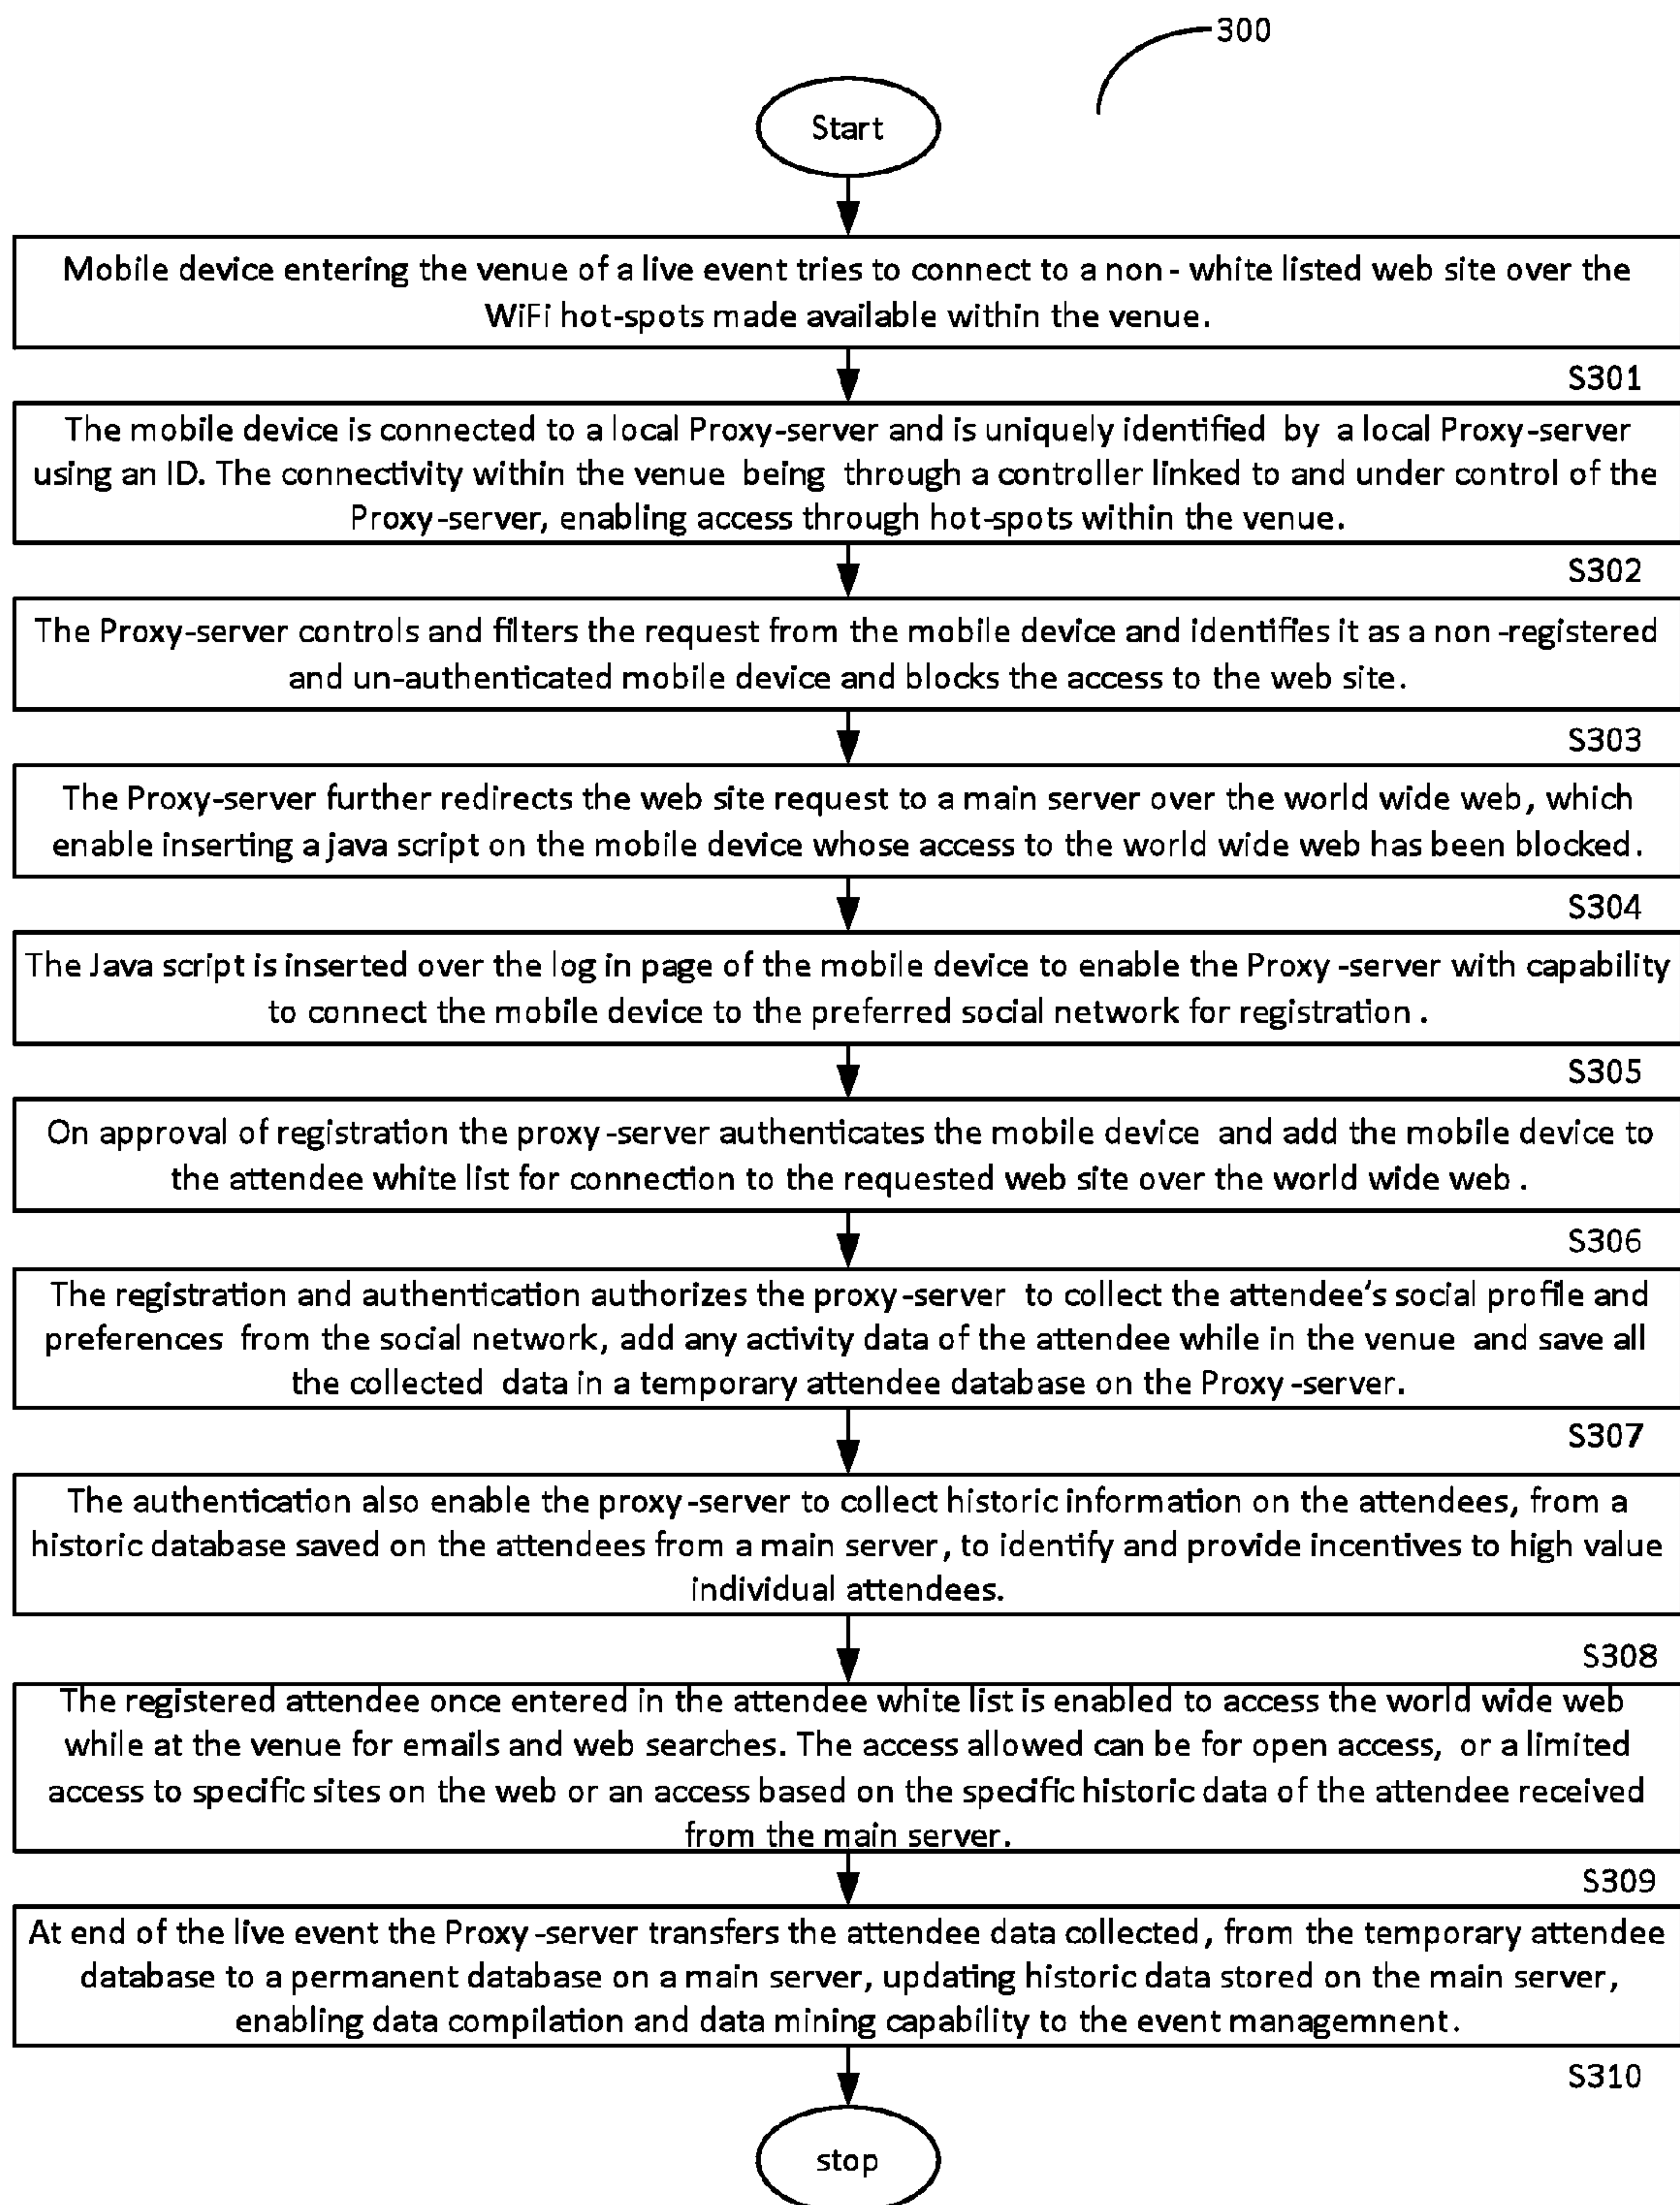 300
Start
Mobile device entering the venue of a live event tries to connect to a non - white listed web site over the
WiFi hot-spots made available within the venue.
S301
The mobile device is connected to a local Proxy-server and is uniquely identified by a local Proxy-server
using an ID. The connectivity within the venue being through a controller linked to and under control of the
Proxy-server, enabling access through hot-spots within the venue.
S302
The Proxy-server controls and filters the request from the mobile device and identifies it as a non -registered
and un-authenticated mobile device and blocks the access to the web site.
S303
The Proxy-server further redirects the web site request to a main server over the world wide web, which
enable inserting a java script on the mobile device whose access to the world wide web has been blocked.
S304
The Java script is inserted over the log in page of the mobile device to enable the Proxy -server with capability
to connect the mobile device to the preferred social network for registration .
S305
On approval of registration the proxy -server authenticates the mobile device and add the mobile device to
the attendee white list for connection to the requested web site over the world wide web .
S306
The registration and authentication authorizes the proxy -server to collect the attendee's social profile and
preferences from the social network, add any activity data of the attendee while in the venue and save all
the collected data in a temporary attendee database on the Proxy -server.
S307
The authentication also enable the proxy -server to collect historic information on the attendees, from a
historic database saved on the attendees from a main server, to identify and provide incentives to high value
individual attendees.
S308
The registered attendee once entered in the attendee white list is enabled to access the world wide web
while at the venue for emails and web searches. The access allowed can be for open access, or a limited
access to specific sites on the web or an access based on the specific historic data of the attendee received
from the main server.
S309
At end of the live event the Proxy -server transfers the attendee data collected, from the temporary attendee
database to a permanent database on a main server, updating historic data stored on the main server,
enabling data compilation and data mining capability to the event managemnent.
S310
stop